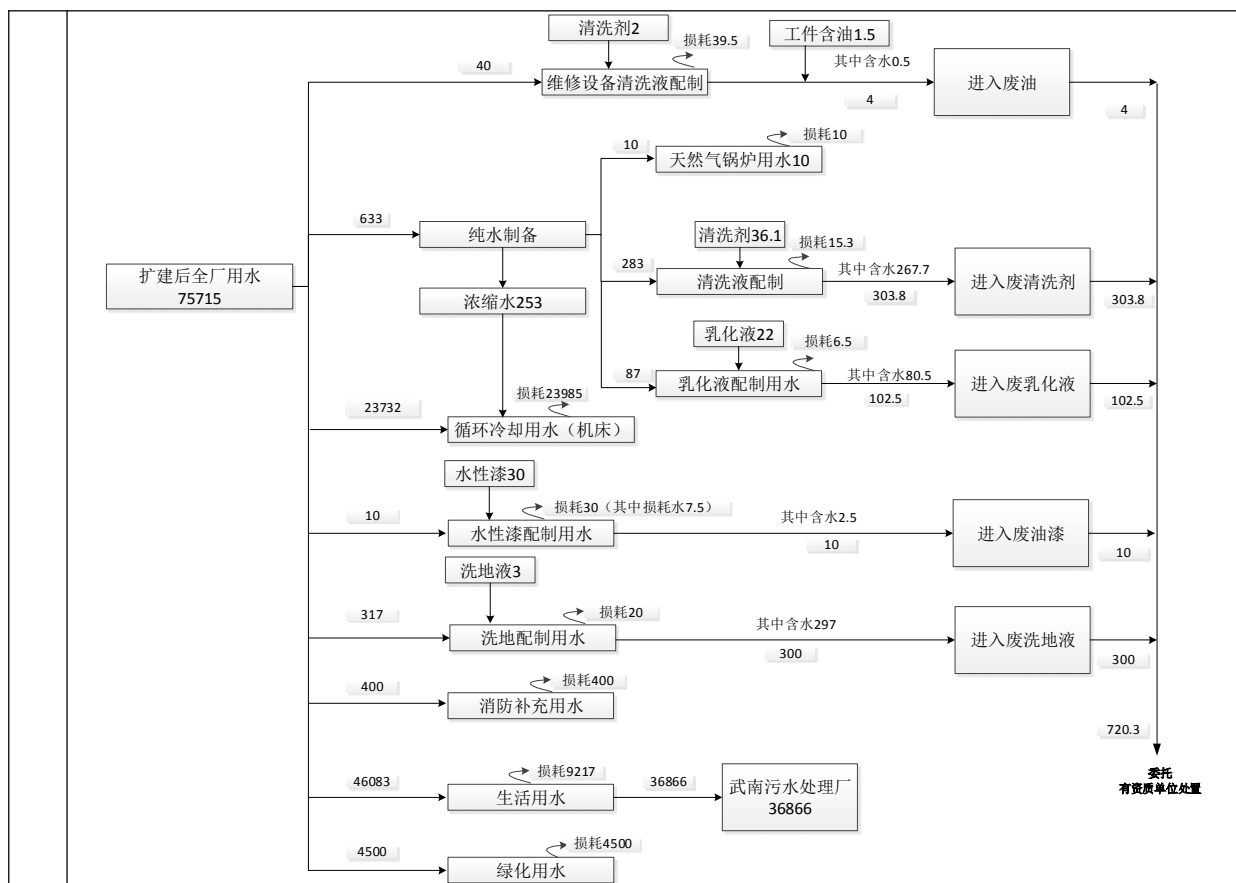 清洗剂2
损耗39.5
工件含油1.5
40
维修设备清洗液配制
其中含水0.5
4
进入废油
4
10
损耗10
天然气锅炉用水10
633
纯水制备
清洗剂36.1
损耗15.3
283
清洗液配制
其中含水267.7
303.8
进入废清洗剂
303.8
扩建后全厂用水
75715
浓缩水253
乳化液22
损耗6.5
87
乳化液配制用水
其中含水80.5
102.5
进入废乳化液
102.5
23732
损耗23985
循环冷却用水（机床）
水性漆30
损耗30（其中损耗水7.5）
10
水性漆配制用水
其中含水2.5
10
进入废油漆
10
洗地液3
317
损耗20
洗地配制用水
其中含水297
300
进入废洗地液
300
400
损耗400
消防补充用水
720.3
46083
损耗9217
生活用水
36866
武南污水处理厂
36866
委托
有资质单位处置
4500
损耗4500
绿化用水